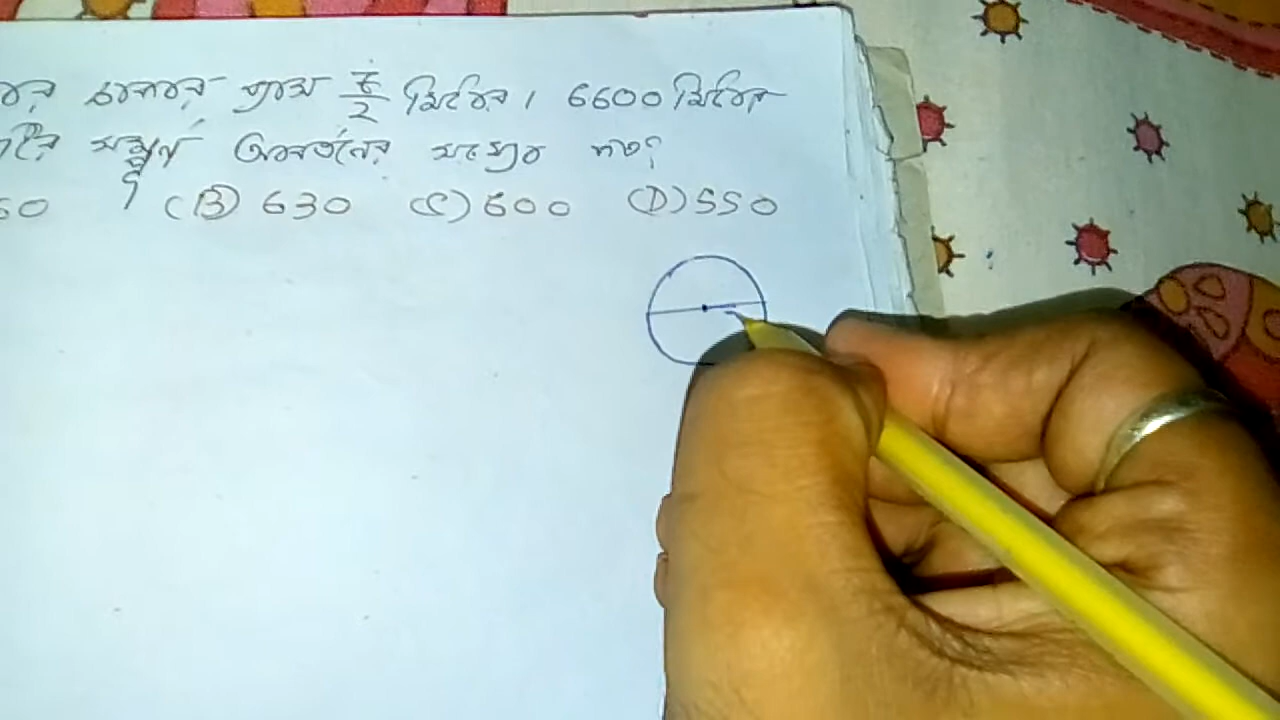 চাকার ব্যাস ৭/2 মিটার। 6600 মিটার
সম্পূর্ণ আবর্তনের সংখ্যা কত?
60 (B) 630 (C) 600 (D) 550